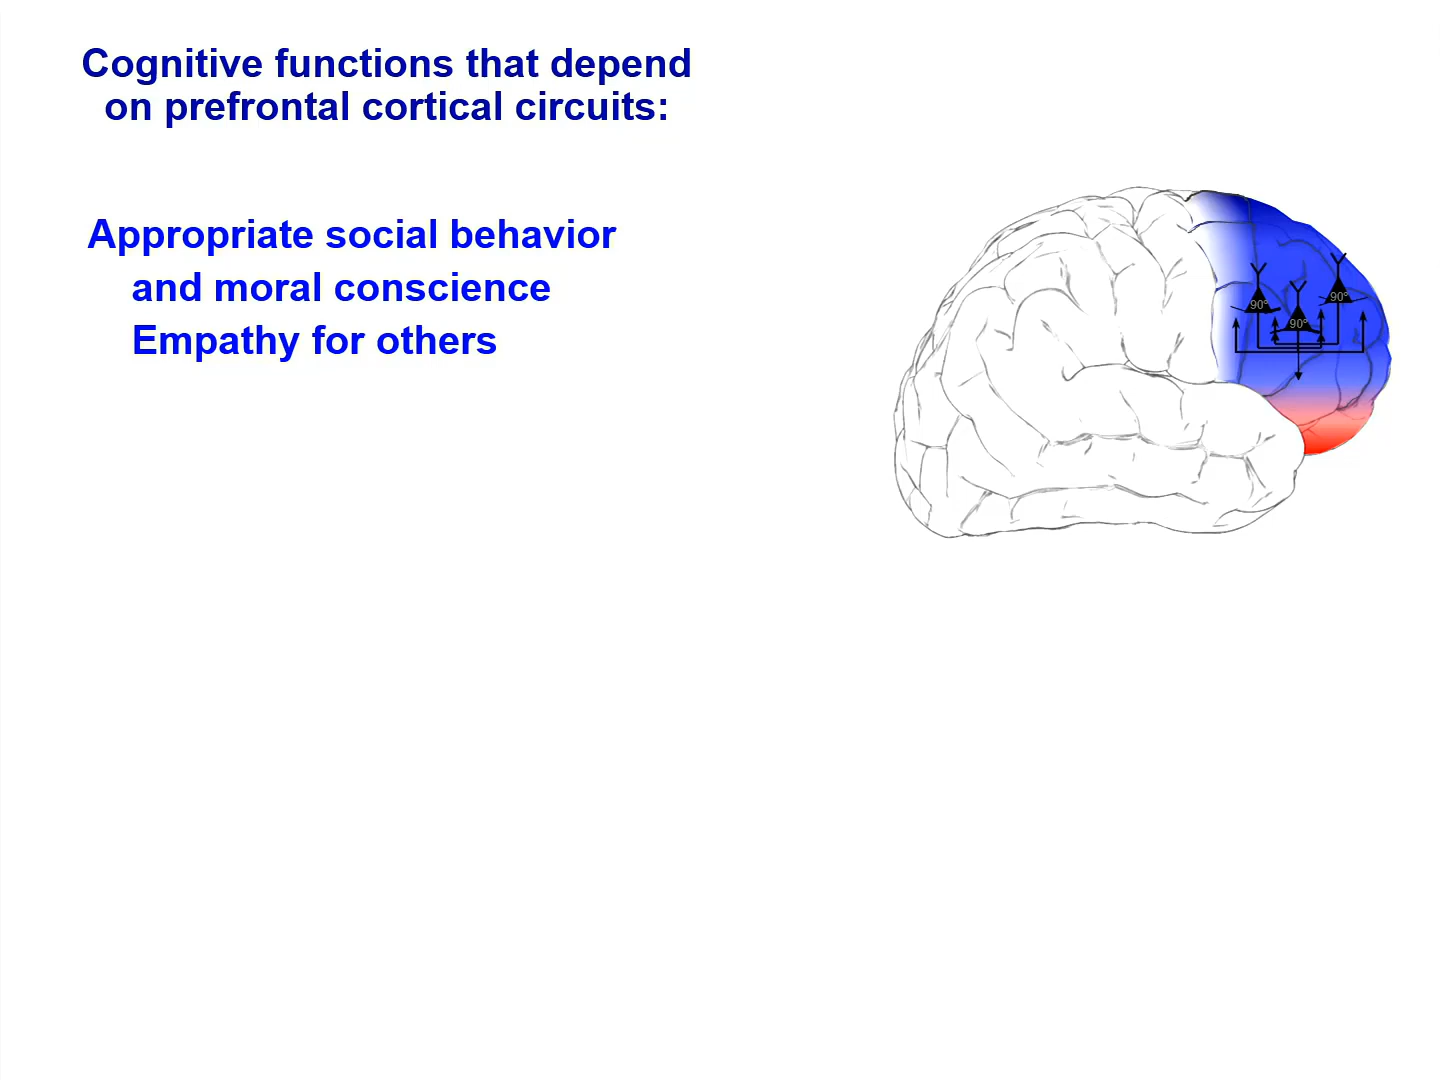 Cognitive functions that depend
on prefrontal cortical circuits:
Appropriate social behavior
and moral conscience
Empathy for others
90°
90°
90°